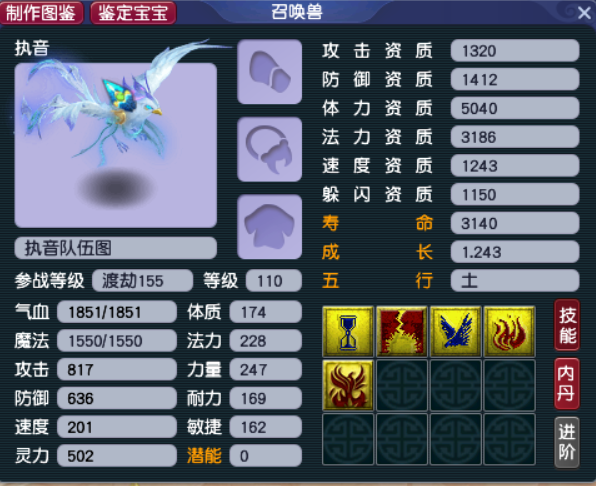 制作图鉴 鉴定宝宝 召唤兽
执音
执音队伍图
参战等级 渡劫155 等级 110
气血 1851/1851 体质 174
魔法 1550/1550 法力 228
攻击 817 力量 247
防御 636 耐力 169
速度 201 敏捷 162
灵力 502 潜能 0
攻击资质 1320
防御资质 1412
体力资质 5040
法力资质 3186
速度资质 1243
躲闪资质 1150
寿命 3140
成长 1.243
五行 土
技能
内丹
进阶